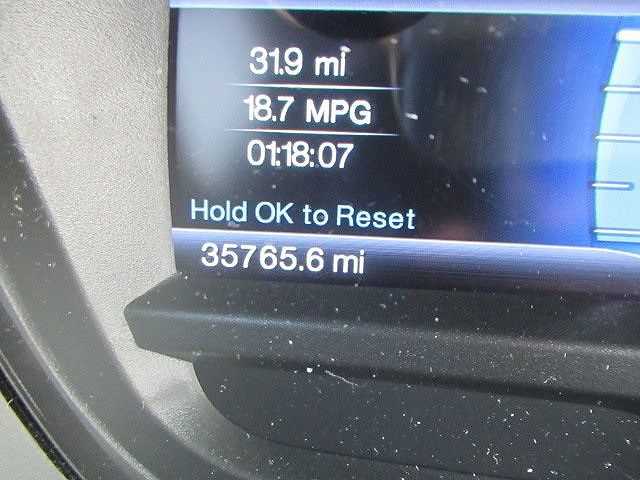 31.9 mi
18.7 MPG
01:18:07
Hold OK to Reset
35765.6 mi